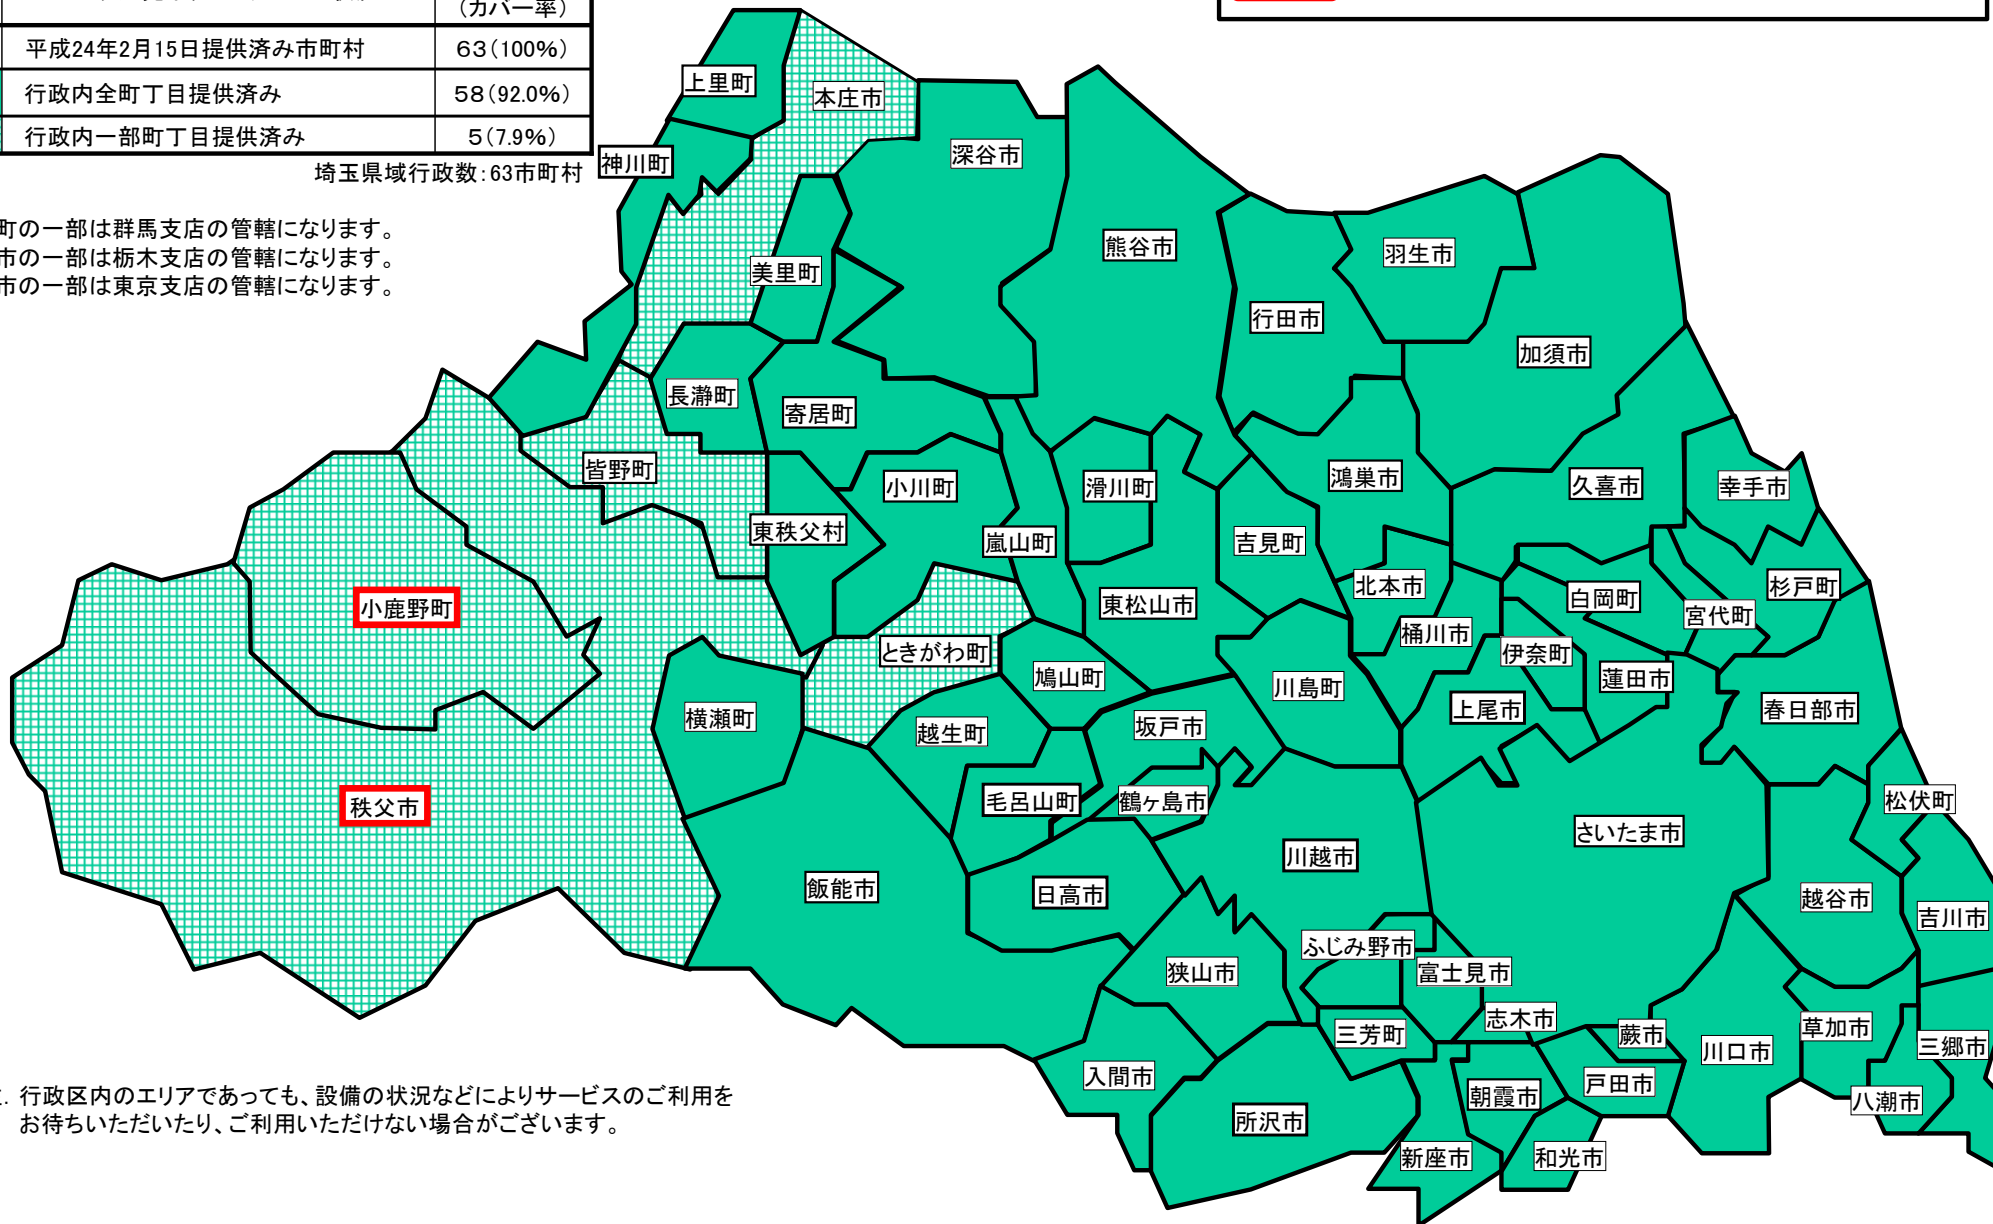 （カバー率）
平成24年2月15日提供済み市町村 63（100%）
行政内全町丁目提供済み 58（92.0%）
行政内一部町丁目提供済み 5（7.9%）
埼玉県域行政数：63市町村
町の一部は群馬支店の管轄になります。
市の一部は栃木支店の管轄になります。
市の一部は東京支店の管轄になります。
上里町
本庄市
神川町
深谷市
美里町
熊谷市
羽生市
行田市
加須市
長瀞町
寄居町
皆野町
小川町
滑川町
鴻巣市
久喜市
幸手市
東秩父村
嵐山町
吉見町
北本市
小鹿野町
東松山市
白岡町
宮代町
杉戸町
ときがわ町
桶川市
伊奈町
鳩山町
川島町
蓮田市
横瀬町
越生町
坂戸市
上尾市
春日部市
秩父市
毛呂山町
鶴ヶ島市
松伏町
さいたま市
川越市
飯能市
日高市
越谷市
吉川市
ふじみ野市
狭山市
富士見市
志木市
三芳町
蕨市
川口市
草加市
三郷市
入間市
朝霞市
戸田市
八潮市
所沢市
新座市
和光市
行政区内のエリアであっても、設備の状況などによりサービスのご利用を
お待ちいただいたり、ご利用いただけない場合がございます。